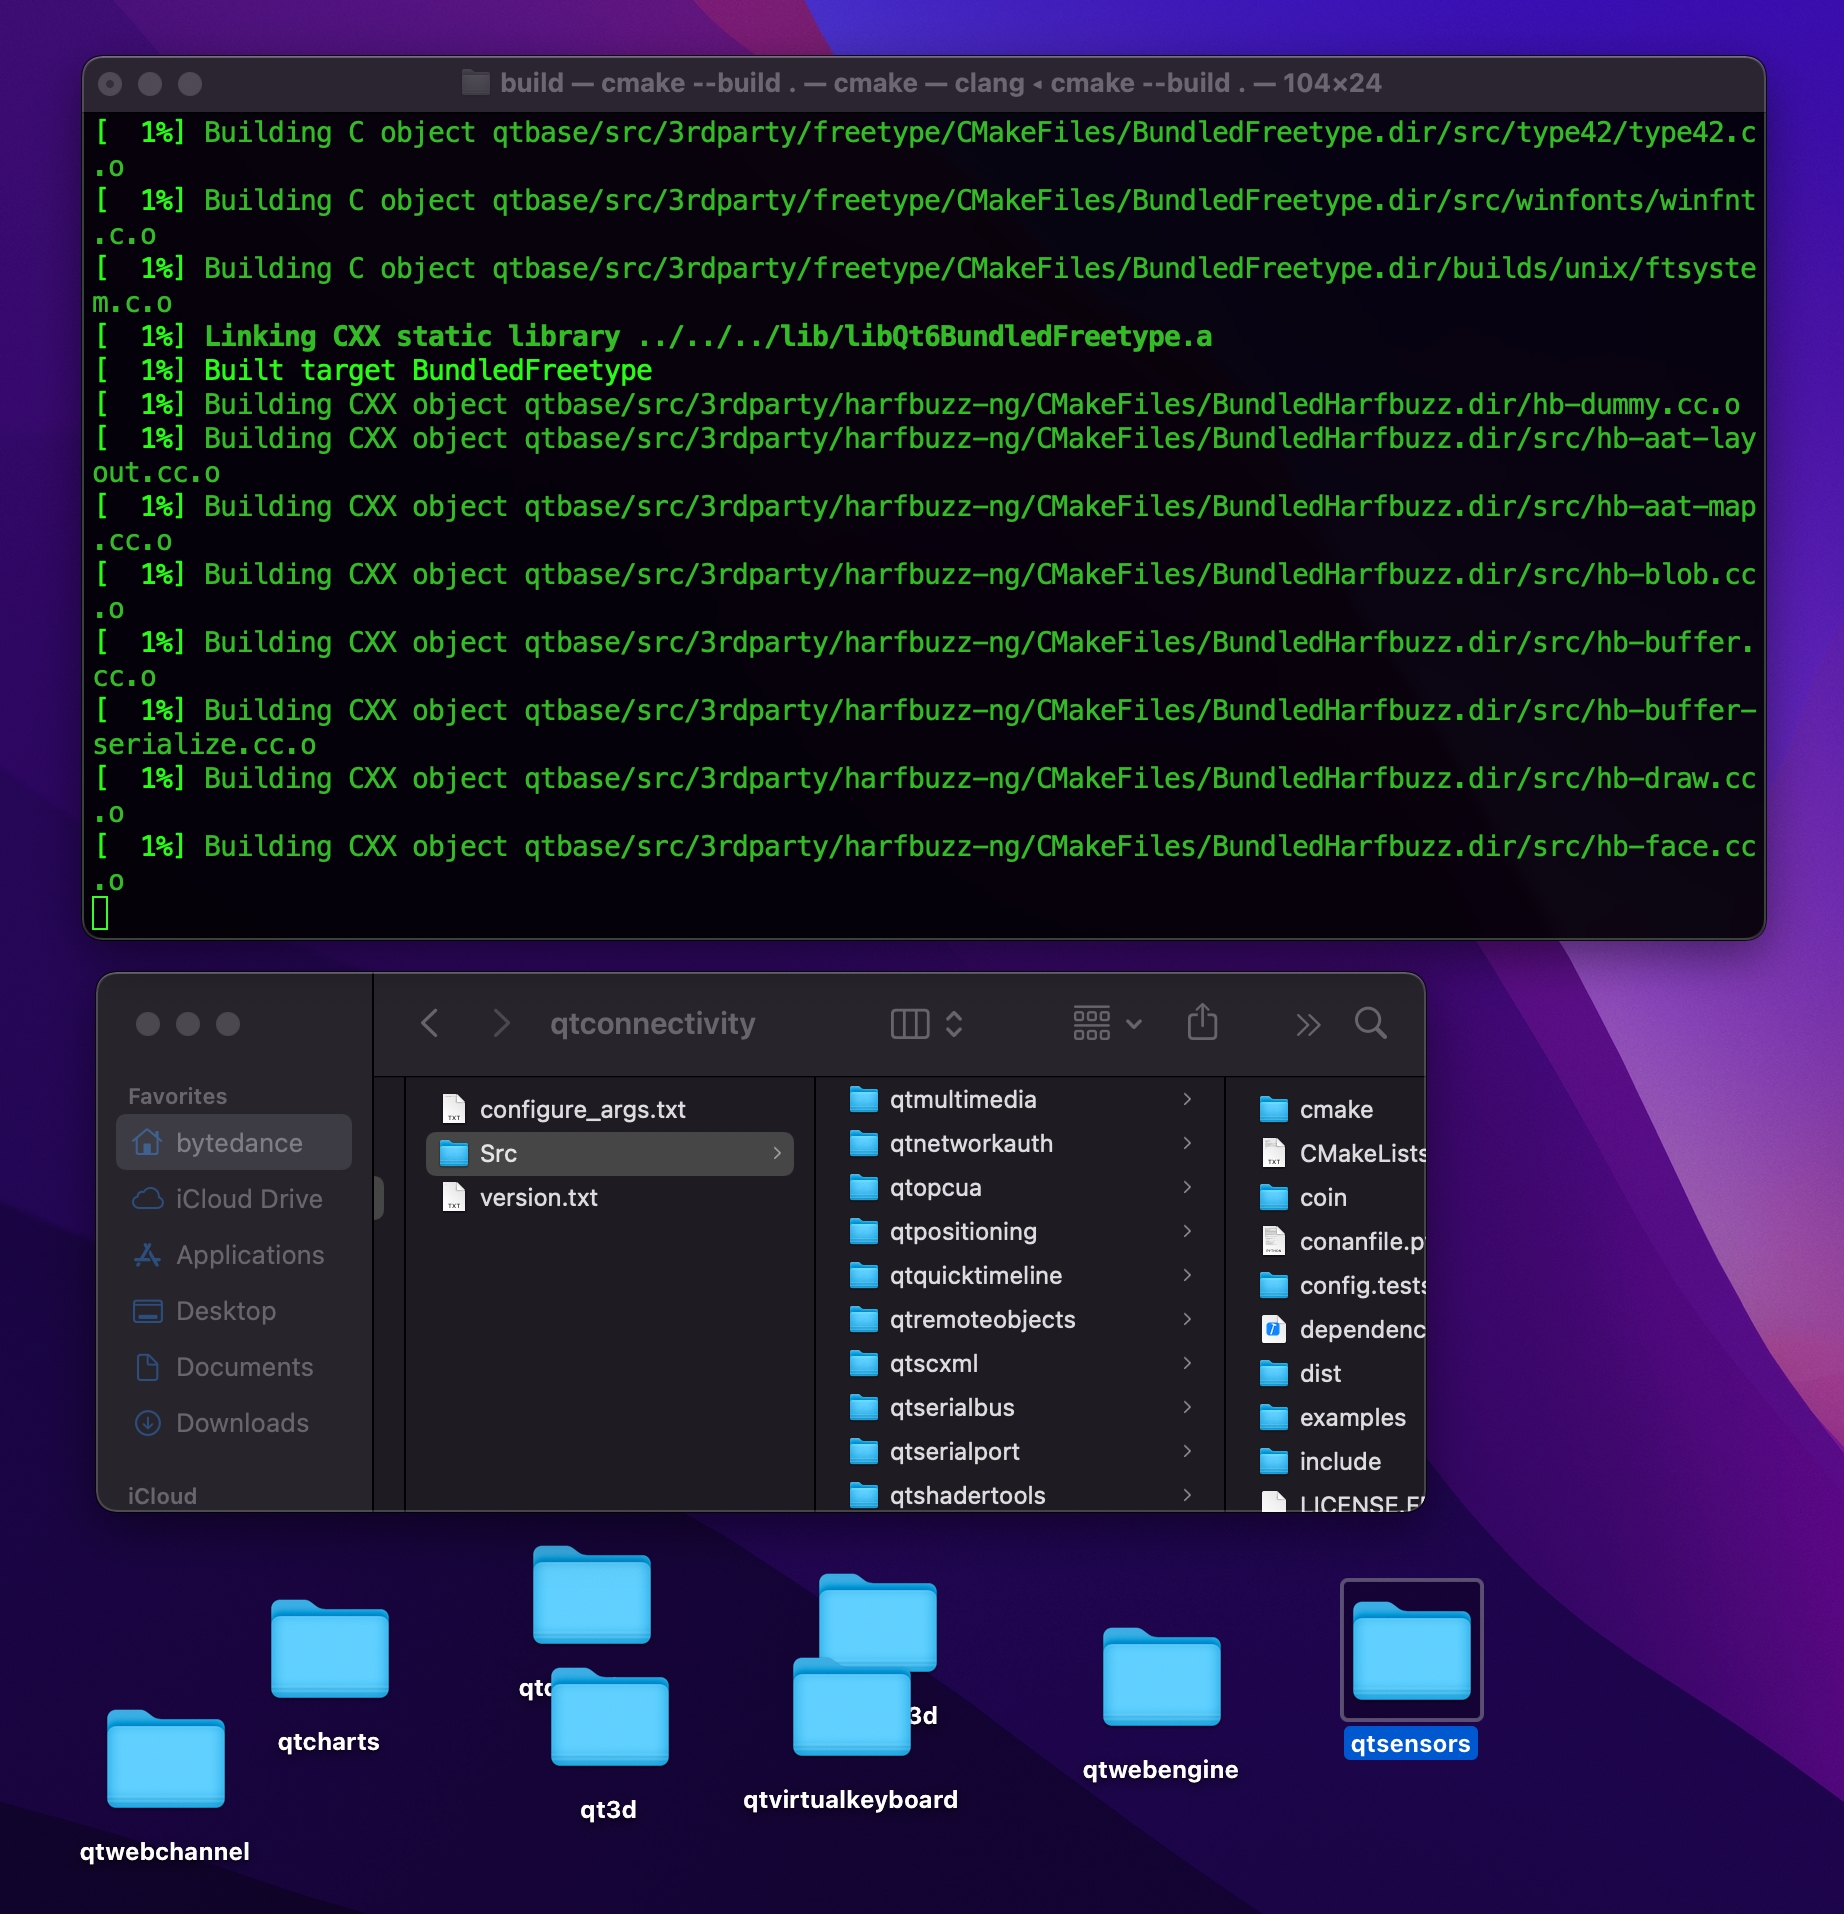 build — cmake --build . — cmake — clang ◂ cmake --build . — 104×24
[  1%] Building C object qtbase/src/3rdparty/freetype/CMakeFiles/BundledFreetype.dir/src/type42/type42.c
.o
[  1%] Building C object qtbase/src/3rdparty/freetype/CMakeFiles/BundledFreetype.dir/src/winfonts/winfnt
.c.o
[  1%] Building C object qtbase/src/3rdparty/freetype/CMakeFiles/BundledFreetype.dir/builds/unix/ftsyste
m.c.o
[  1%] Linking CXX static library ../../../lib/libQt6BundledFreetype.a
[  1%] Built target BundledFreetype
[  1%] Building CXX object qtbase/src/3rdparty/harfbuzz-ng/CMakeFiles/BundledHarfbuzz.dir/hb-dummy.cc.o
[  1%] Building CXX object qtbase/src/3rdparty/harfbuzz-ng/CMakeFiles/BundledHarfbuzz.dir/src/hb-aat-lay
out.cc.o
[  1%] Building CXX object qtbase/src/3rdparty/harfbuzz-ng/CMakeFiles/BundledHarfbuzz.dir/src/hb-aat-map
.cc.o
[  1%] Building CXX object qtbase/src/3rdparty/harfbuzz-ng/CMakeFiles/BundledHarfbuzz.dir/src/hb-blob.cc
.o
[  1%] Building CXX object qtbase/src/3rdparty/harfbuzz-ng/CMakeFiles/BundledHarfbuzz.dir/src/hb-buffer.
cc.o
[  1%] Building CXX object qtbase/src/3rdparty/harfbuzz-ng/CMakeFiles/BundledHarfbuzz.dir/src/hb-buffer-
serialize.cc.o
[  1%] Building CXX object qtbase/src/3rdparty/harfbuzz-ng/CMakeFiles/BundledHarfbuzz.dir/src/hb-draw.cc
.o
[  1%] Building CXX object qtbase/src/3rdparty/harfbuzz-ng/CMakeFiles/BundledHarfbuzz.dir/src/hb-face.cc
.o
qtconnectivity
Favorites
bytedance
iCloud Drive
Applications
Desktop
Documents
Downloads
iCloud
configure_args.txt
Src
version.txt
qtmultimedia
qtnetworkauth
qtopcua
qtpositioning
qtquicktimeline
qtremoteobjects
qtscxml
qtserialbus
qtserialport
qtshadertools
cmake
CMakeLists
coin
conanfile.p
config.tests
dependenc
dist
examples
include
LICENSE.F
qtcharts
3d
qtwebengine
qtsensors
qt3d
qtvirtualkeyboard
qtwebchannel